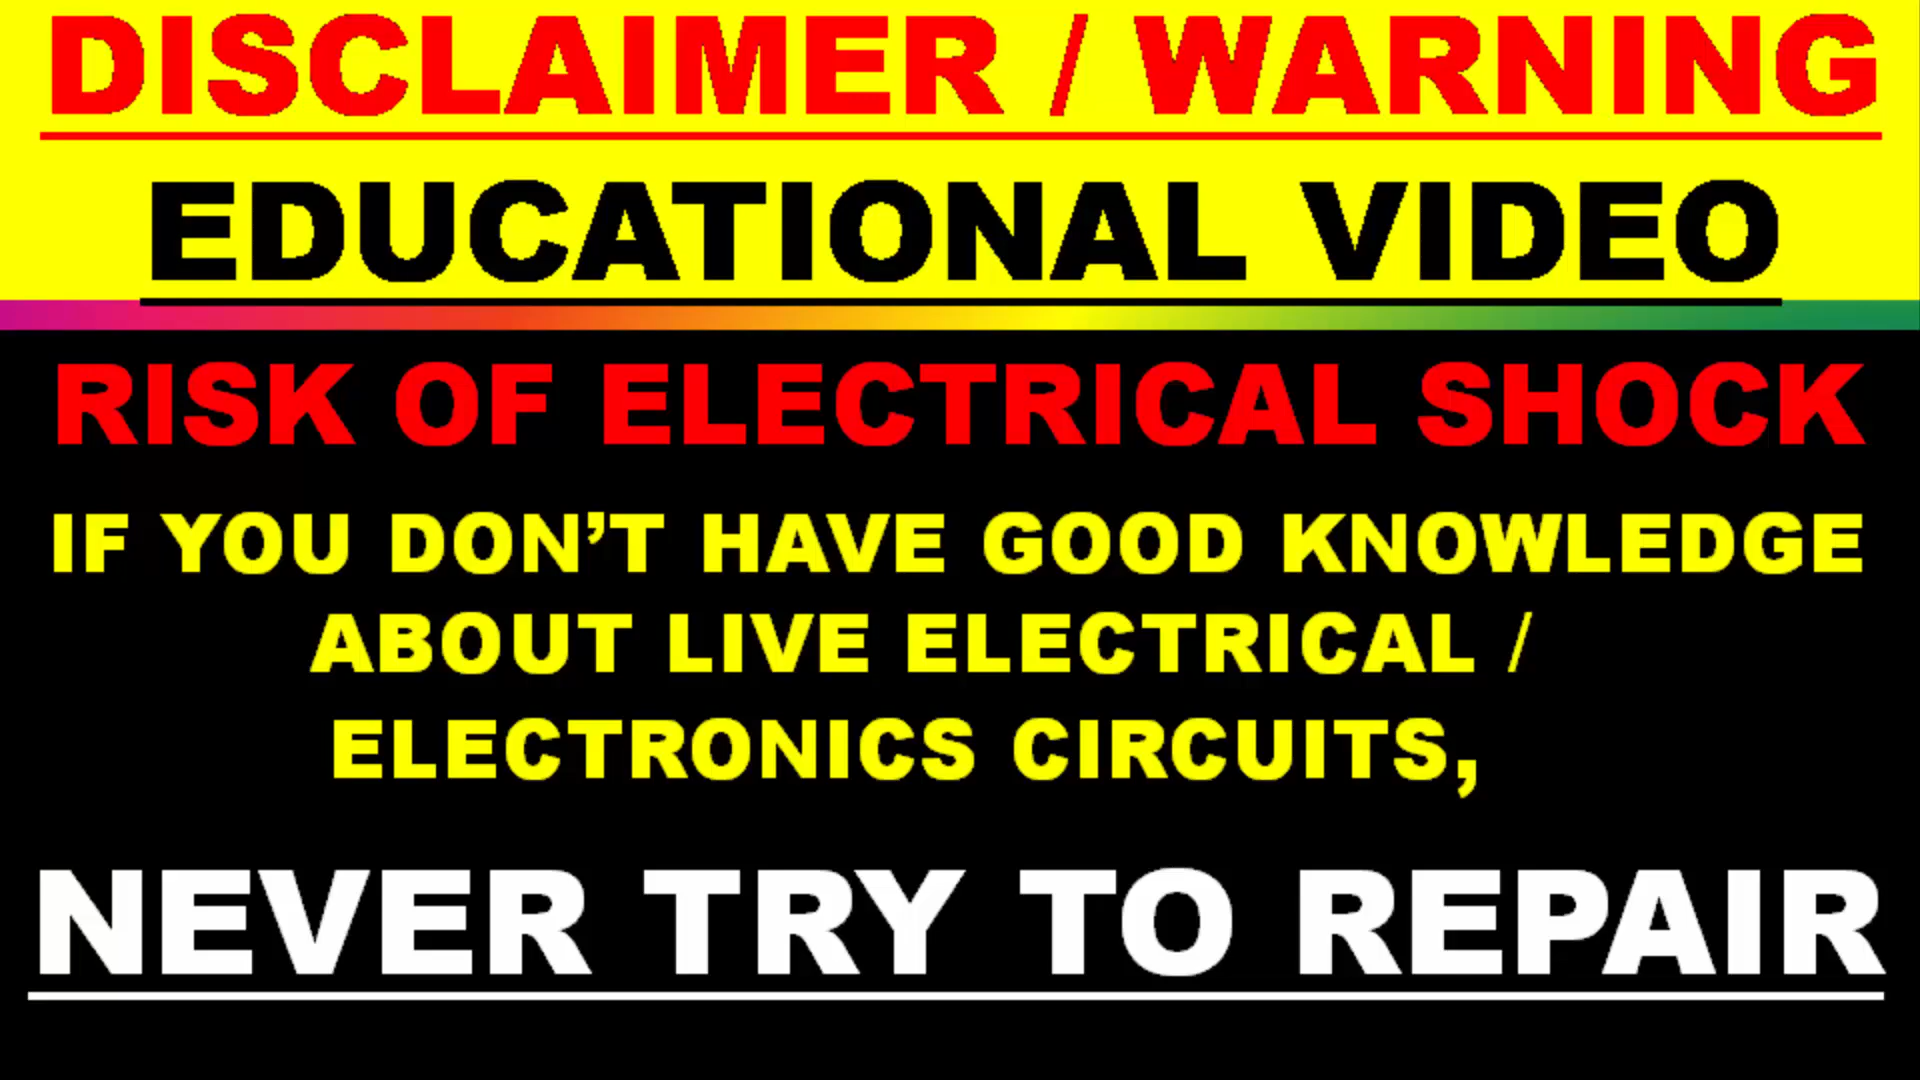 DISCLAIMER / WARNING
EDUCATIONAL VIDEO
RISK OF ELECTRICAL SHOCK
IF YOU DON’T HAVE GOOD KNOWLEDGE
ABOUT LIVE ELECTRICAL /
ELECTRONICS CIRCUITS,
NEVER TRY TO REPAIR